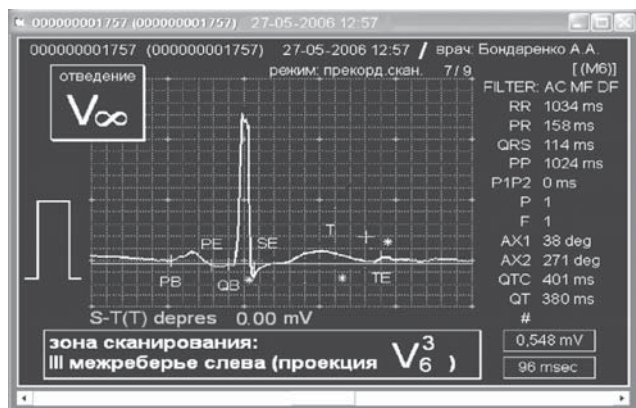 000000001757 (000000001757) 27-05-2006 12:57
000000001757 (000000001757) 27-05-2006 12:57 / врач: Бондаренко А.А.
отведение
V∞
режим: прекорд.скан. 7/9
[(M6)]
FILTER: AC MF DF
RR 1034 ms
PR 158 ms
QRS 114 ms
PP 1024 ms
P1P2 0 ms
P 1
F 1
AX1 38 deg
AX2 271 deg
QTC 401 ms
QT 380 ms
#
0,548 mV
96 msec
PE
SE
T
PB
QB
TE
S-T(T) depres 0.00 mV
зона сканирования:
III межреберье слева (проекция V₆³ )